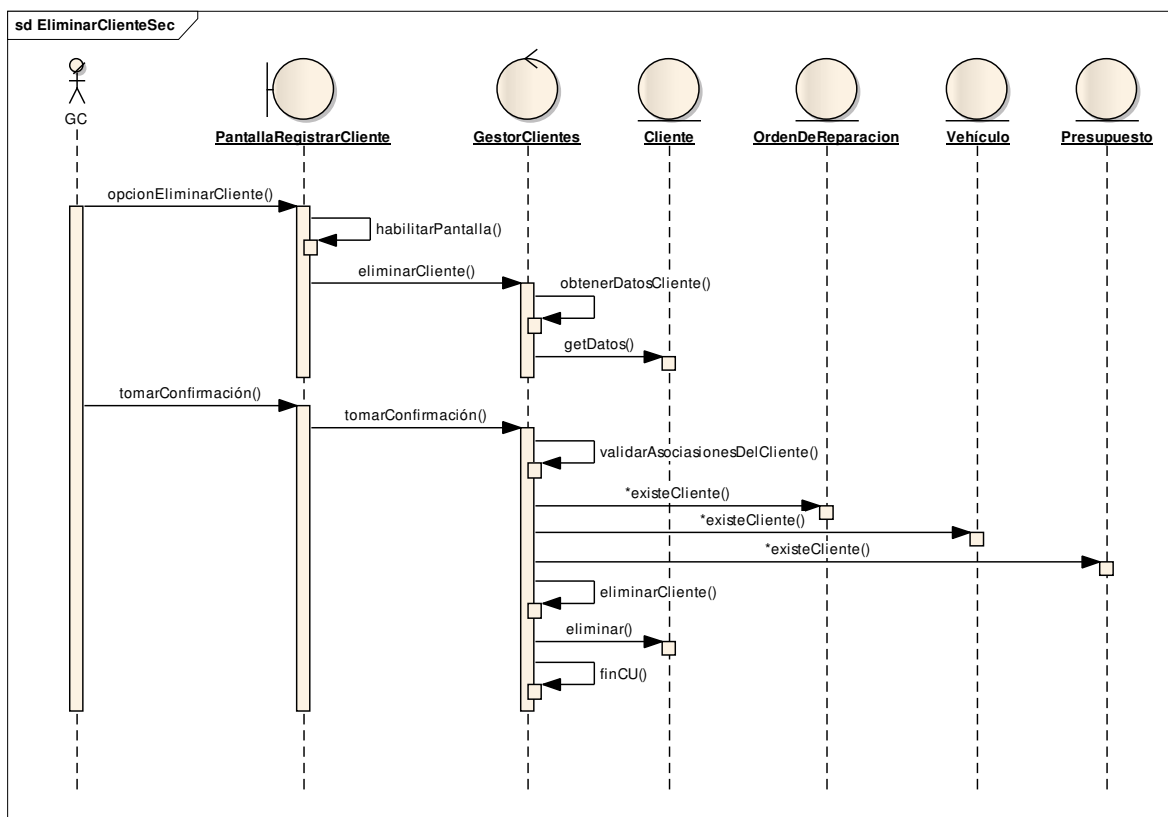 sd EliminarClienteSec
GC
PantallaRegistrarCliente
GestorClientes
Cliente
OrdenDeReparacion
Vehículo
Presupuesto
opcionEliminarCliente()
habilitarPantalla()
eliminarCliente()
obtenerDatosCliente()
getDatos()
tomarConfirmación()
tomarConfirmación()
validarAsociasionesDelCliente()
*existeCliente()
*existeCliente()
*existeCliente()
eliminarCliente()
eliminar()
finCU()